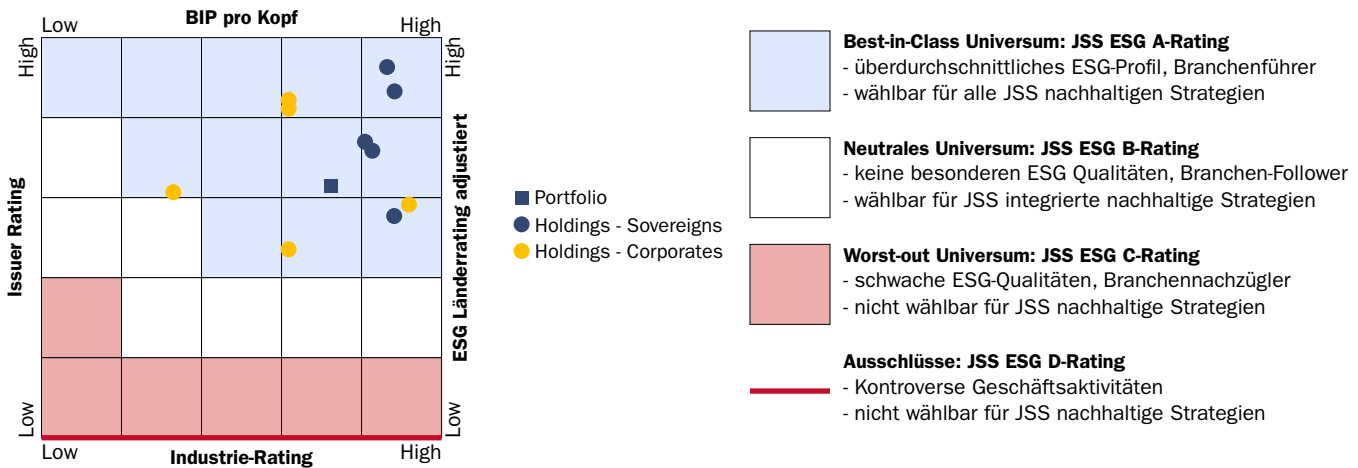 BIP pro Kopf
Low
High
High
High
Issuer Rating
ESG Länderrating adjustiert
Low
Low
Low
High
Industrie-Rating
Portfolio
Holdings - Sovereigns
Holdings - Corporates
Best-in-Class Universum: JSS ESG A-Rating
- überdurchschnittliches ESG-Profil, Branchenführer
- wählbar für alle JSS nachhaltigen Strategien
Neutrales Universum: JSS ESG B-Rating
- keine besonderen ESG Qualitäten, Branchen-Follower
- wählbar für JSS integrierte nachhaltige Strategien
Worst-out Universum: JSS ESG C-Rating
- schwache ESG-Qualitäten, Branchennachzügler
- nicht wählbar für JSS nachhaltige Strategien
Ausschlüsse: JSS ESG D-Rating
- Kontroverse Geschäftsaktivitäten
- nicht wählbar für JSS nachhaltige Strategien